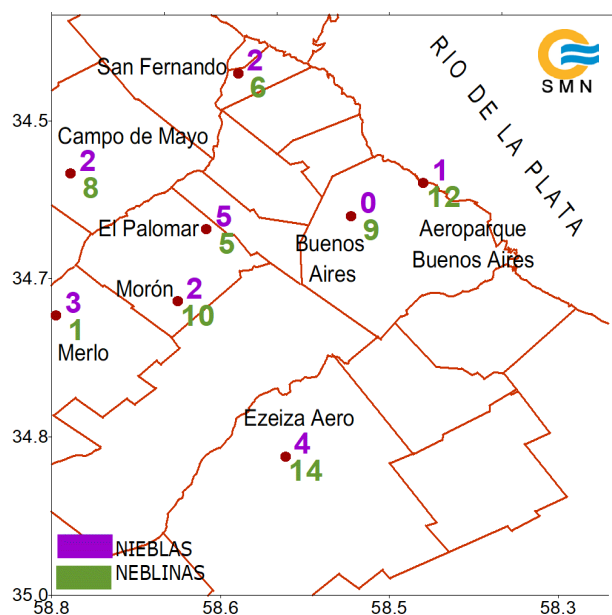 SMN
RIO DE LA PLATA
San Fernando
2
6
34.5
Campo de Mayo
2
8
1
12
El Palomar
5
5
0
9
Buenos
Aires
Aeroparque
Buenos Aires
34.7
Morón
2
10
3
1
Merlo
Ezeiza Aero
4
14
34.8
NIEBLAS
NEBLINAS
35.0
58.8
58.6
58.5
58.3